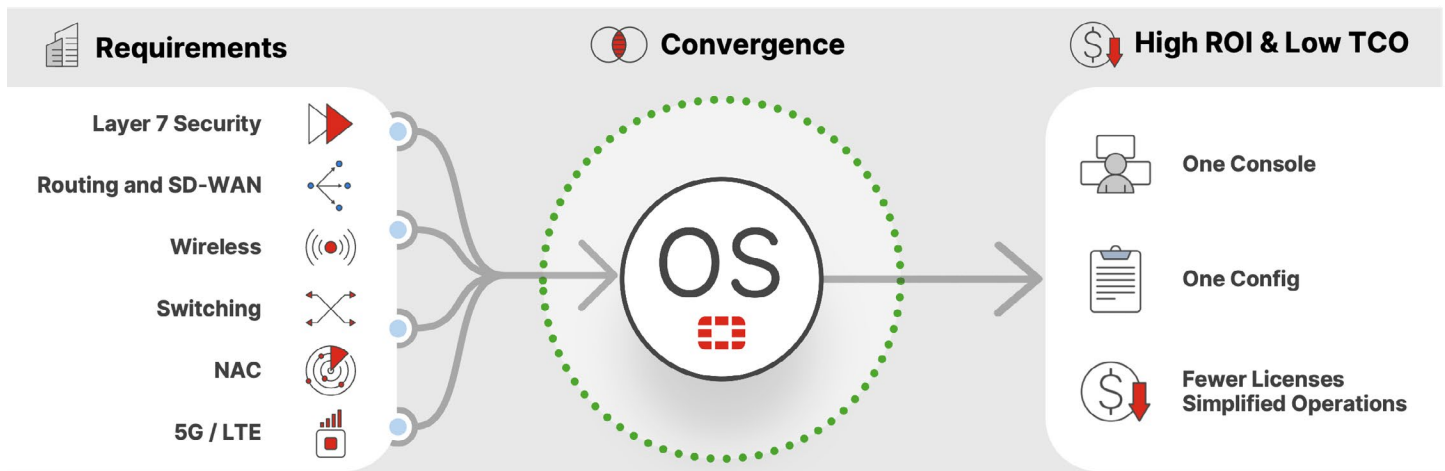 Requirements
Layer 7 Security
Routing and SD-WAN
Wireless
Switching
NAC
5G / LTE
Convergence
OS
High ROI & Low TCO
One Console
One Config
Fewer Licenses
Simplified Operations